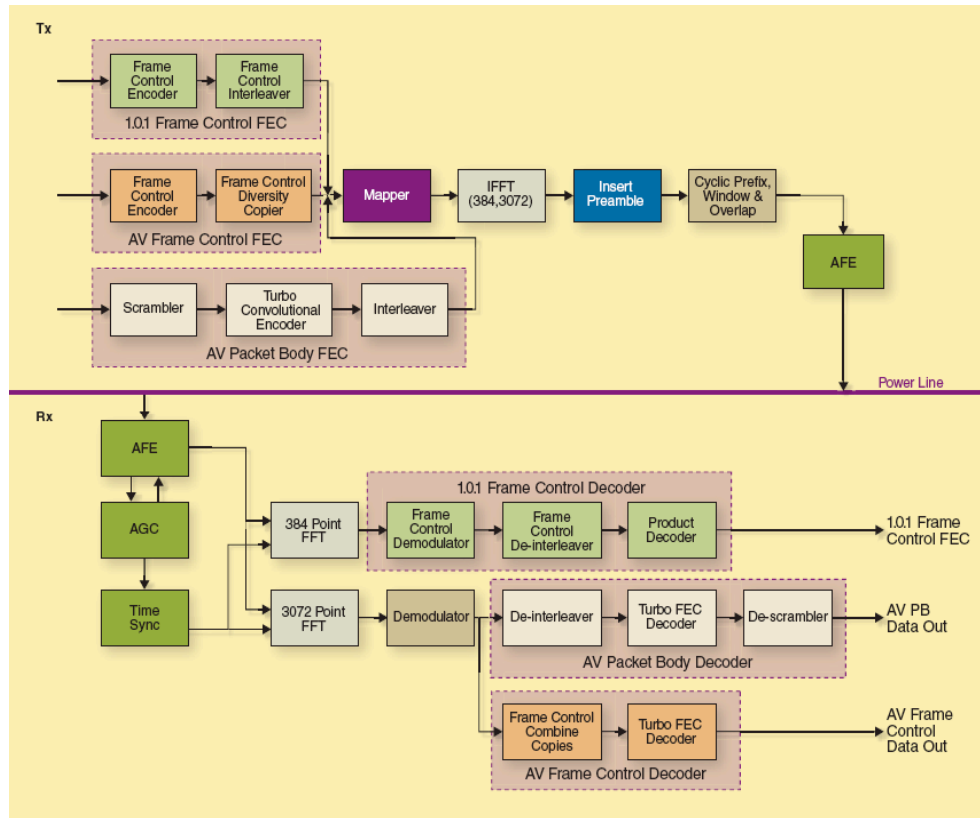 Tx
Frame
Control
Encoder
Frame
Control
Interleaver
1.0.1 Frame Control FEC
Frame
Control
Encoder
Frame Control
Diversity
Copier
AV Frame Control FEC
Mapper
IFFT
(384,3072)
Insert
Preamble
Cyclic Prefix,
Window &
Overlap
AFE
Scrambler
Turbo
Convolutional
Encoder
Interleaver
AV Packet Body FEC
Power Line
Rx
AFE
AGC
Time
Sync
384 Point
FFT
3072 Point
FFT
1.0.1 Frame Control Decoder
Frame
Control
Demodulator
Frame
Control
De-interleaver
Product
Decoder
1.0.1 Frame
Control FEC
Demodulator
De-interleaver
Turbo FEC
Decoder
De-scrambler
AV Packet Body Decoder
AV PB
Data Out
Frame Control
Combine
Copies
Turbo FEC
Decoder
AV Frame Control Decoder
AV Frame
Control
Data Out